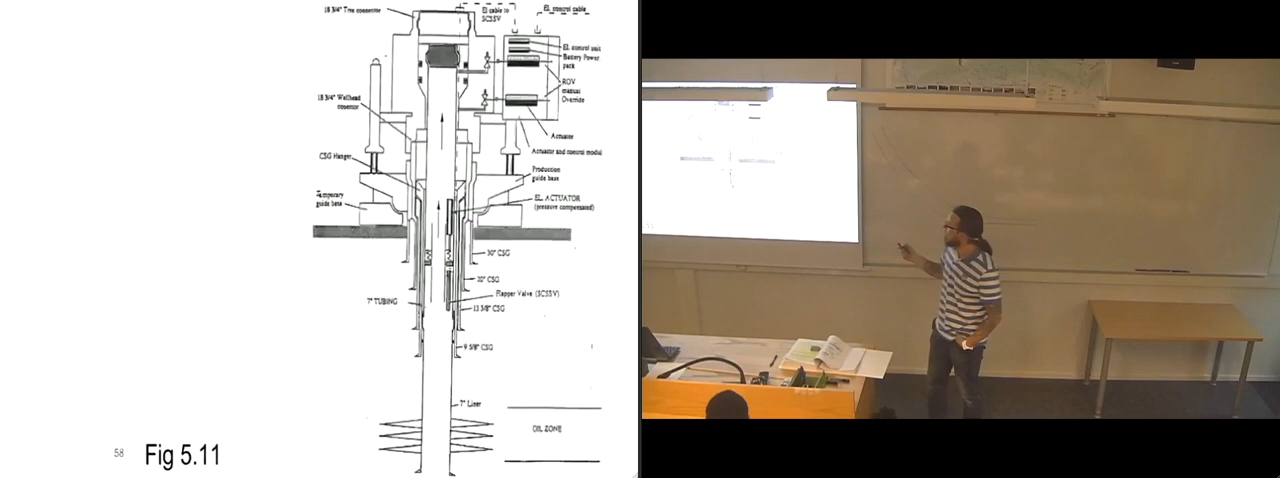 18 3/4" Tree connector
El cable to
SCSSV
EL control cable
EL control unit
Battery Power
pack
ROV
manual
Override
18 3/4" Wellhead
Actuator
CSG Hanger
Actuator and control modul
Production
guide base
Temporary
guide base
EL. ACTUATOR
(pressure compensated)
30" CSG
20" CSG
Flapper Valve (SCSSV)
7" TUBING
13 3/8" CSG
9 5/8" CSG
7" Liner
OIL ZONE
58
Fig 5.11